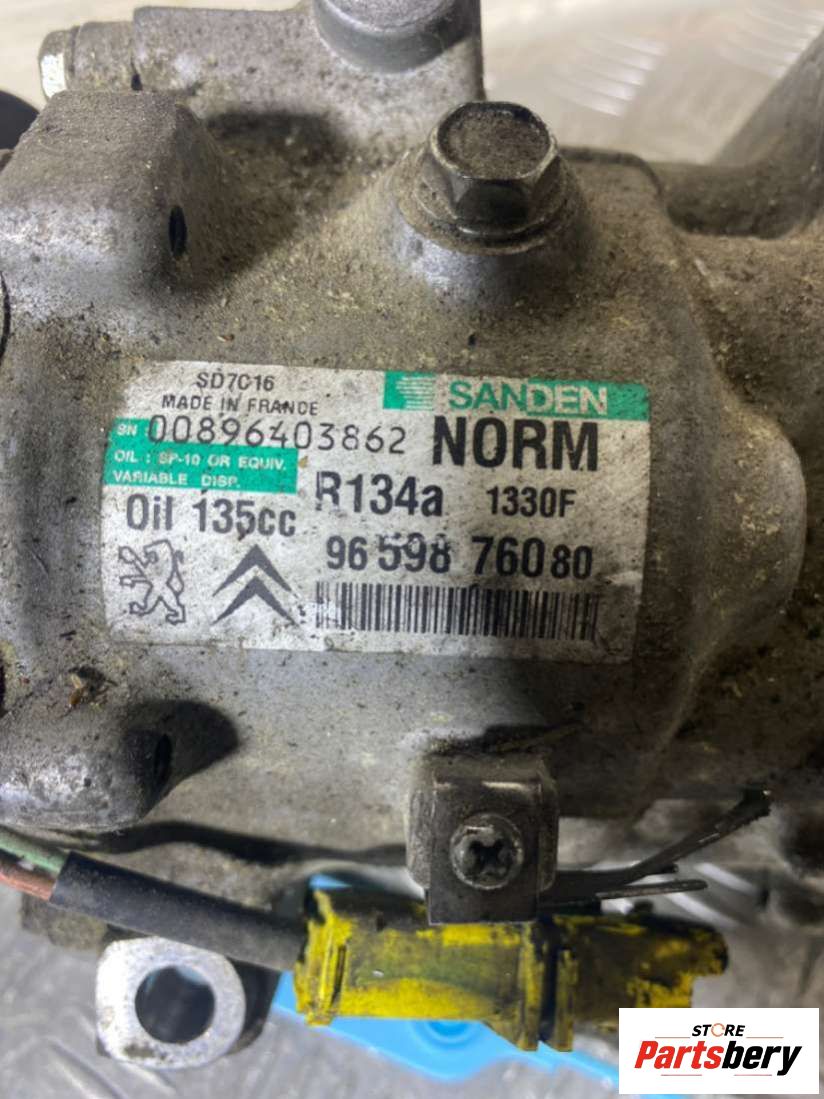 SD7C16
MADE IN FRANCE
SANDEN
SN 00896403862
NORM
OIL : SP-10 OR EQUIV.
VARIABLE DISP.
R134a 1330F
Oil 135cc
96 598 760 80
STORE
Partsbery